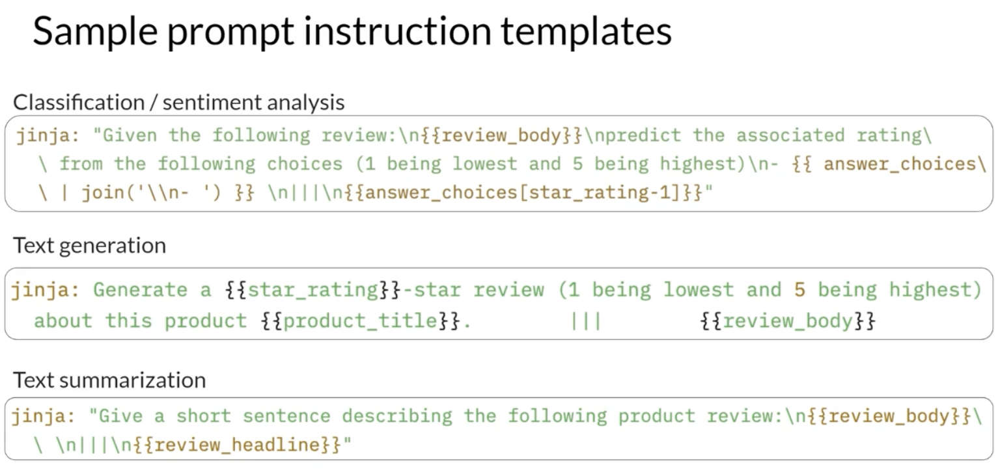 Sample prompt instruction templates
Classification / sentiment analysis
jinja: "Given the following review:\n{{review_body}}\npredict the associated rating\
\ from the following choices (1 being lowest and 5 being highest)\n- {{ answer_choices\
\ | join('\\n- ') }} \n|||\n{{answer_choices[star_rating-1]}}"
Text generation
jinja: Generate a {{star_rating}}-star review (1 being lowest and 5 being highest)
about this product {{product_title}}. ||| {{review_body}}
Text summarization
jinja: "Give a short sentence describing the following product review:\n{{review_body}}\
\ \n|||\n{{review_headline}}"